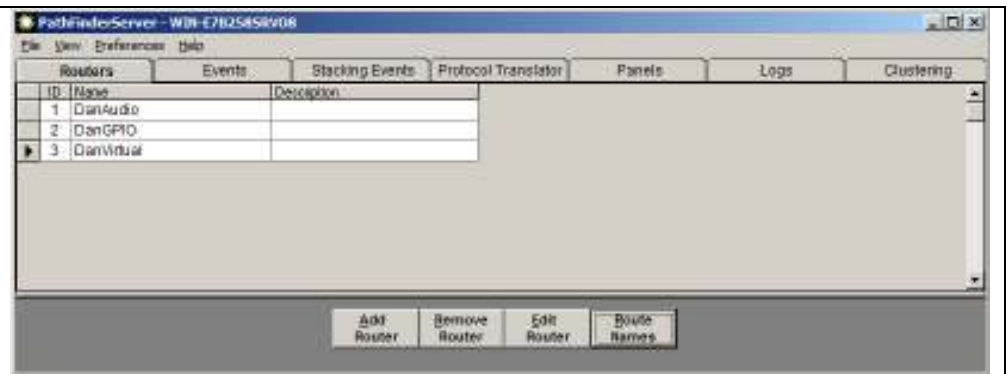 PathFinderServer - WIN-E7B258SRVO8
File View Preferences Help
Routers Events Stacking Events Protocol Translator Panels Logs Clustering
ID Name Description
1 DanAudio
2 DanGPIO
3 DanVirtual
Add Router Remove Router Edit Router Route Names